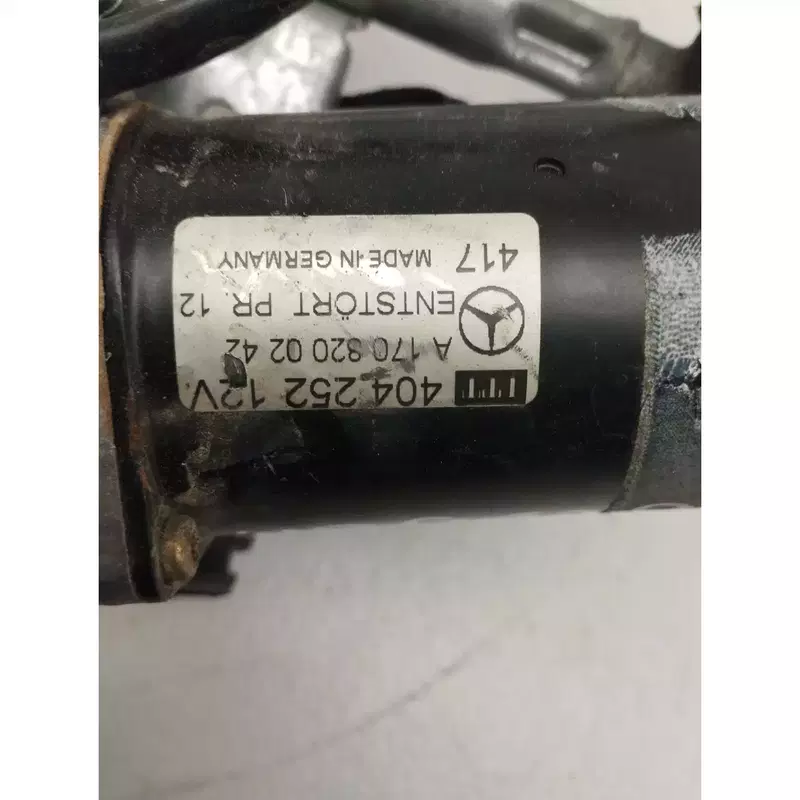 404 252 12V.
A 170 820 02 42
ENTSTÖRT PR. 12
417 MADE IN GERMANY